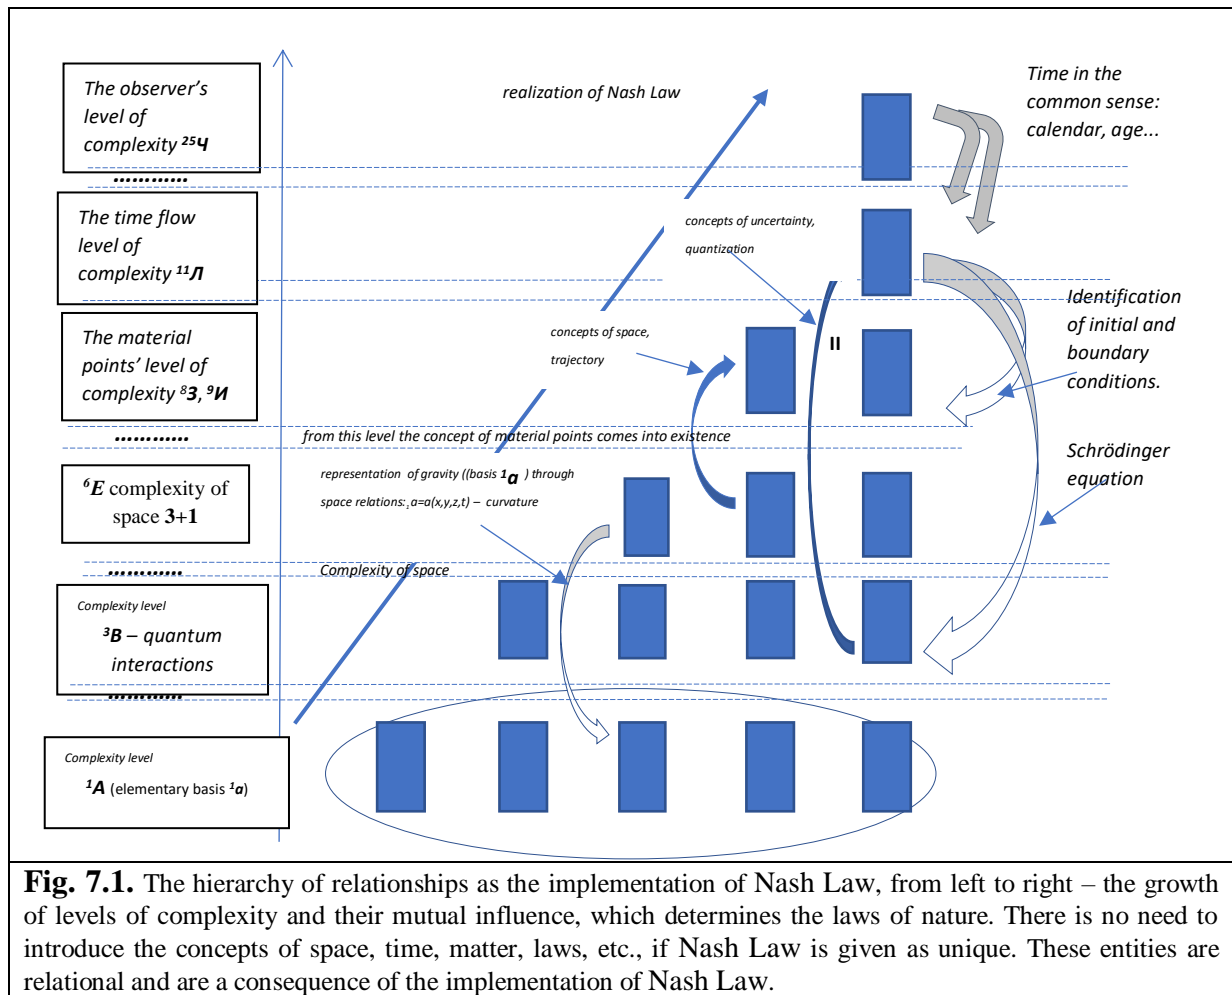 The observer's
level of
complexity ²⁵Ч
…………
The time flow
level of
complexity ¹¹Л
The material
points' level of
complexity ⁸З, ⁹И
…………
⁶E complexity of
space 3+1
…………
Complexity level
³B – quantum
interactions
…………
Complexity level
¹A (elementary basis ¹a)
realization of Nash Law
Time in the
common sense:
calendar, age...
concepts of uncertainty,
quantization
concepts of space,
trajectory
II
Identification
of initial and
boundary
conditions.
from this level the concept of material points comes into existence
representation of gravity ((basis ¹a ) through
space relations:₁a=a(x,y,z,t) – curvature
Schrödinger
equation
Complexity of space
Fig. 7.1. The hierarchy of relationships as the implementation of Nash Law, from left to right – the growth
of levels of complexity and their mutual influence, which determines the laws of nature. There is no need to
introduce the concepts of space, time, matter, laws, etc., if Nash Law is given as unique. These entities are
relational and are a consequence of the implementation of Nash Law.